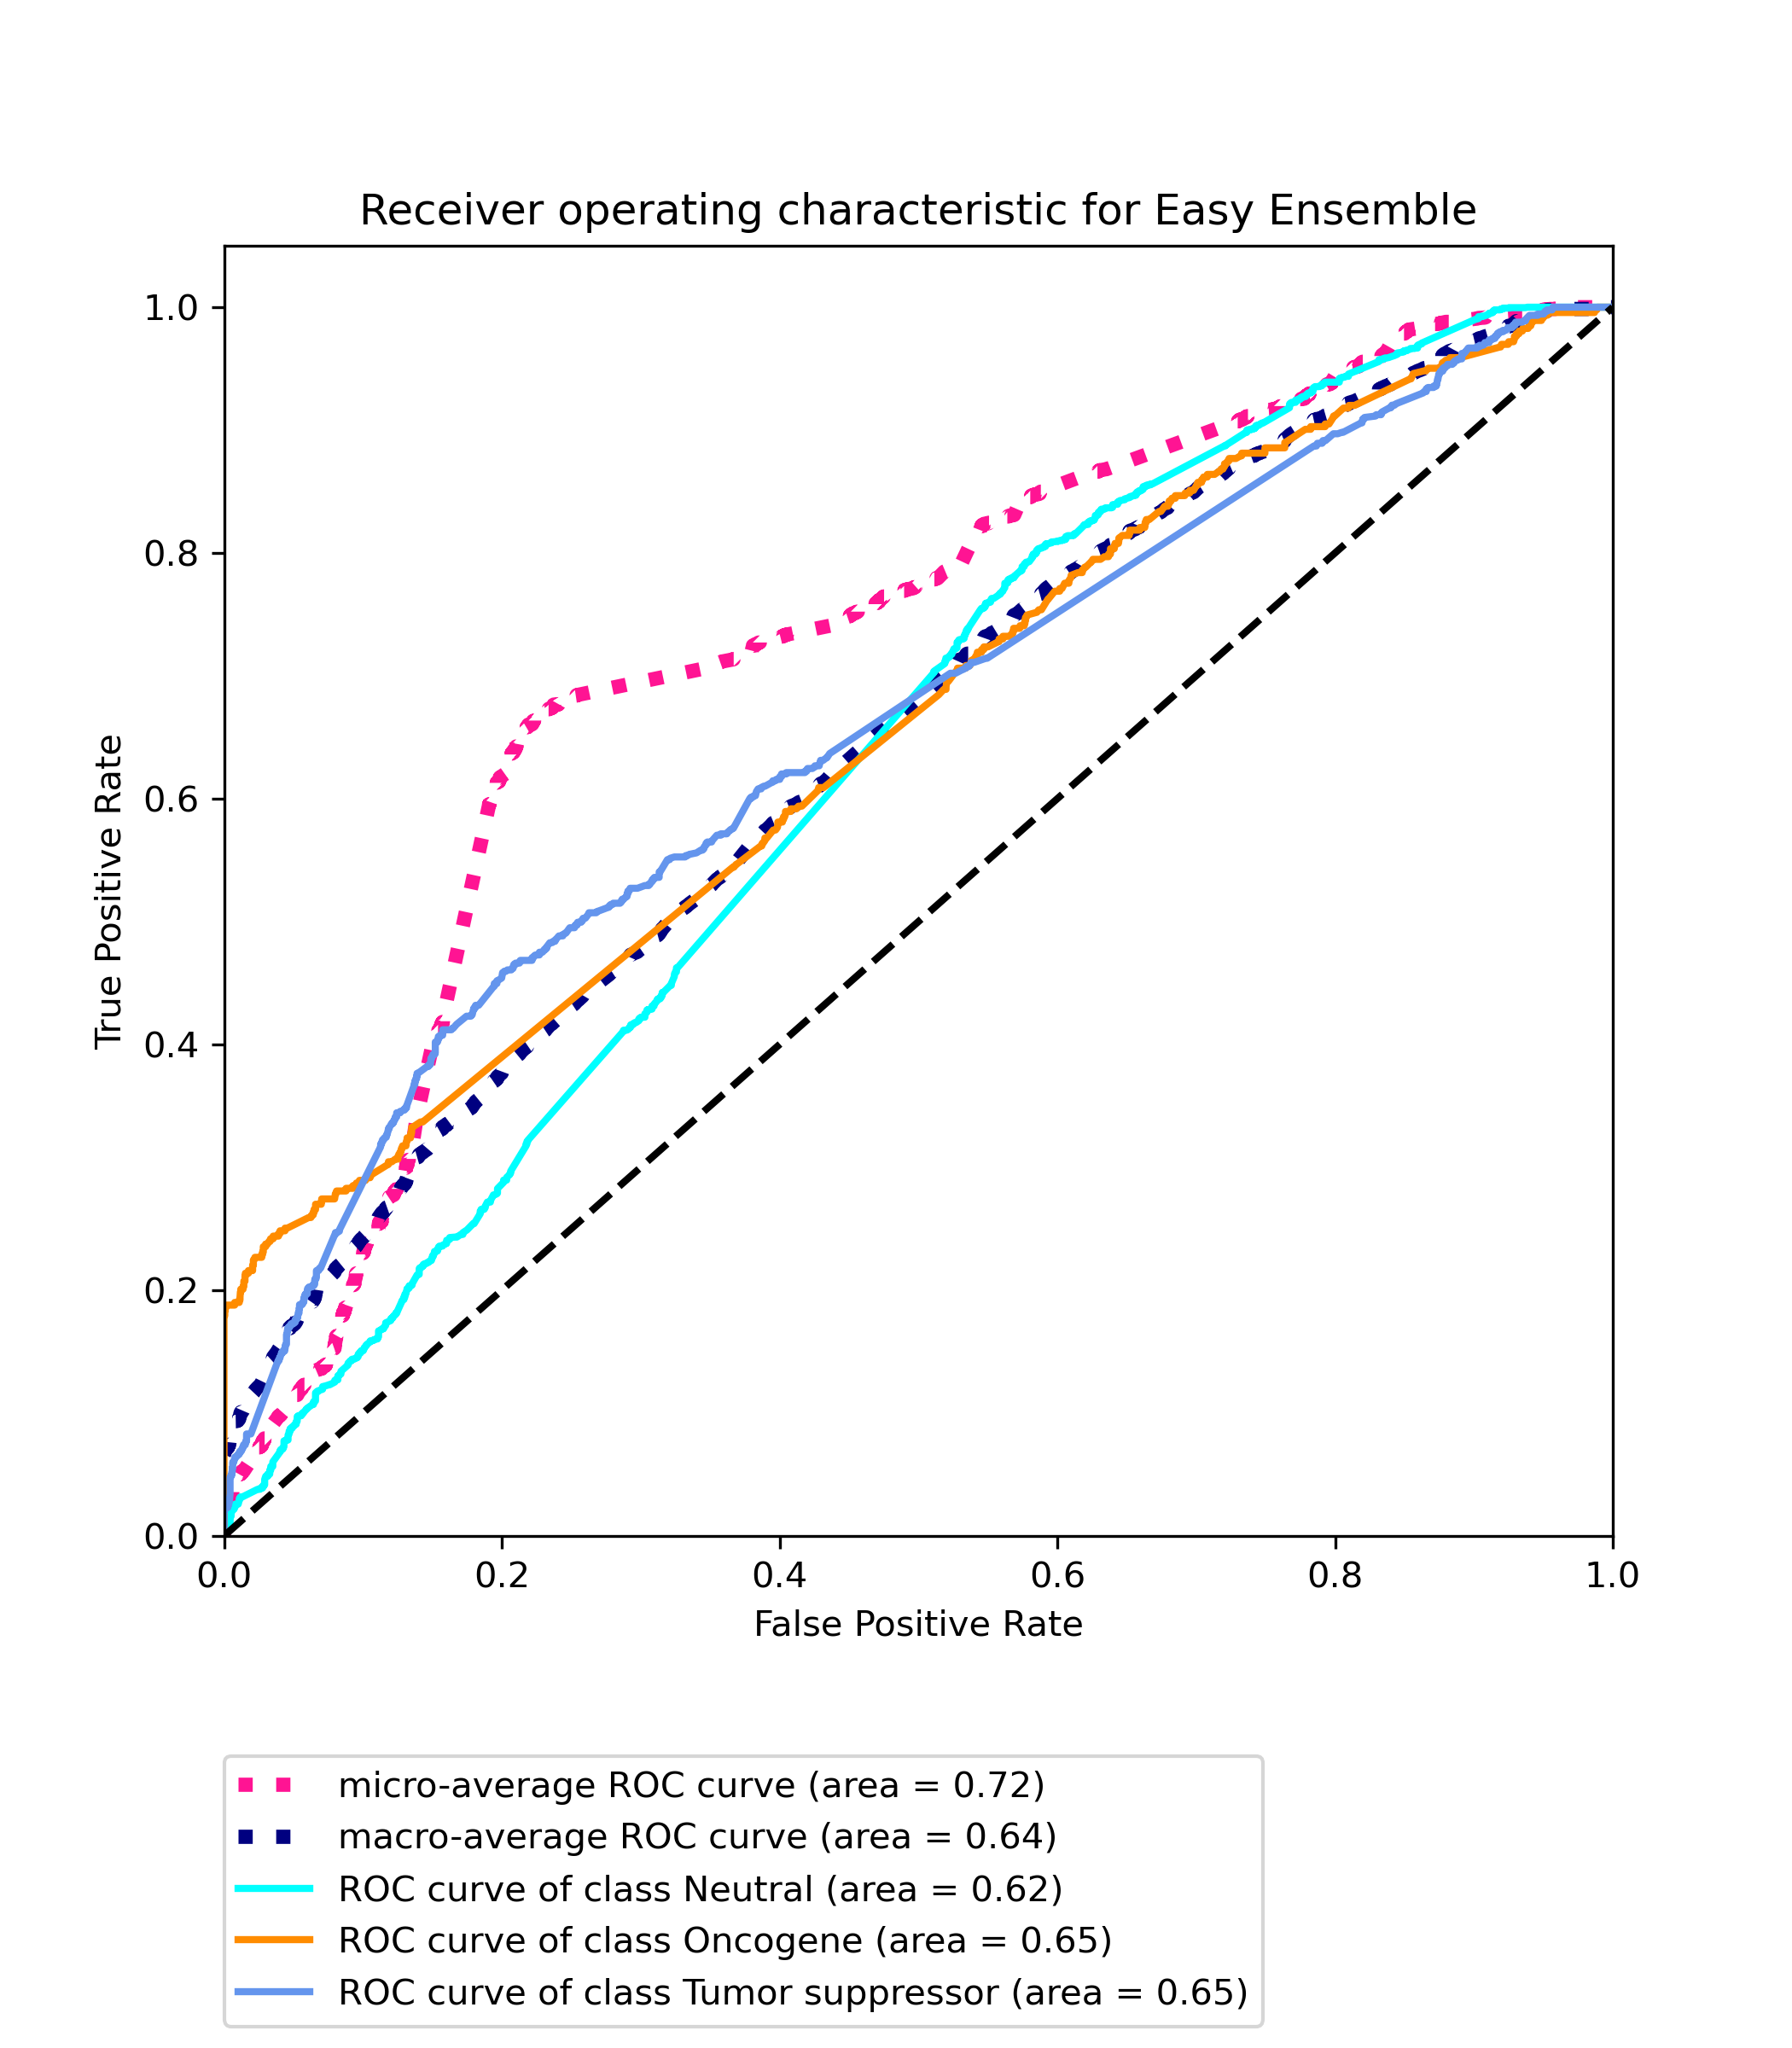 Receiver operating characteristic for Easy Ensemble
1.0
0.8
0.6
0.4
0.2
0.0
True Positive Rate
0.0 0.2 0.4 0.6 0.8 1.0
False Positive Rate
micro-average ROC curve (area = 0.72)
macro-average ROC curve (area = 0.64)
ROC curve of class Neutral (area = 0.62)
ROC curve of class Oncogene (area = 0.65)
ROC curve of class Tumor suppressor (area = 0.65)